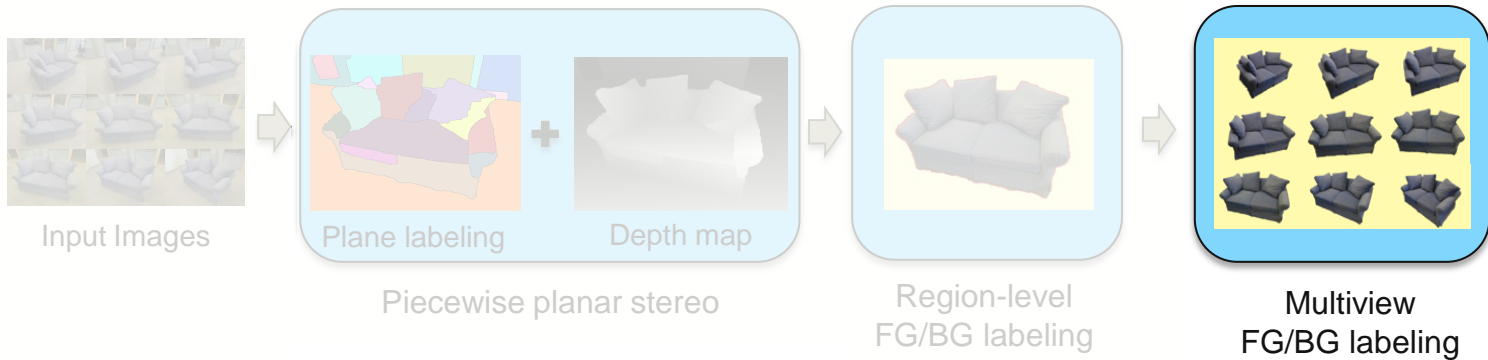 Input Images
Plane labeling
Depth map
Piecewise planar stereo
Region-level
FG/BG labeling
Multiview
FG/BG labeling